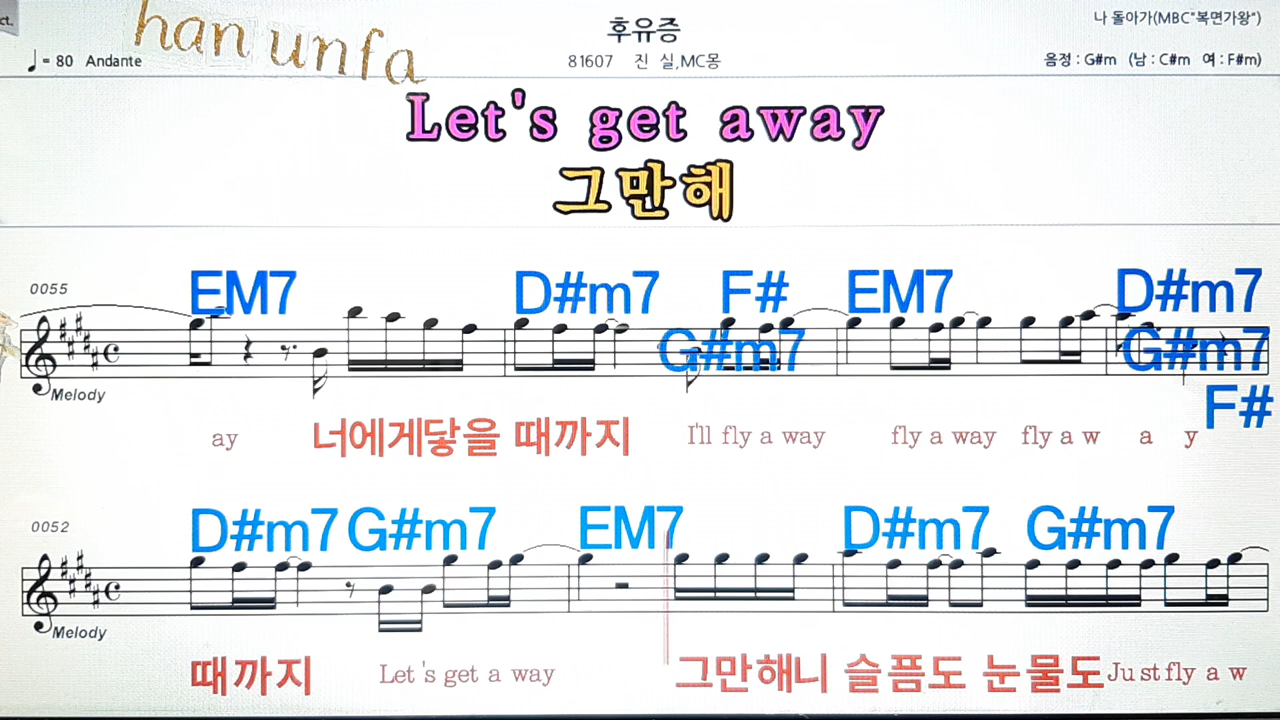 ct.
han unfa
후유증
나 돌아가(MBC"복면가왕")
♩= 80 Andante
81607 진 실,MC몽
음정 : G#m (남 : C#m 여 : F#m)
Let's get away
그만해
0055
EM7 D#m7 F# EM7 D#m7
G#m7 G#m7
F#
Melody
ay 너에게닿을 때까지 I'll fly a way fly a way fly a w a y
0052
D#m7 G#m7 EM7 D#m7 G#m7
Melody
때까지 Let's get a way 그만해니 슬픔도 눈물도 Just fly a w